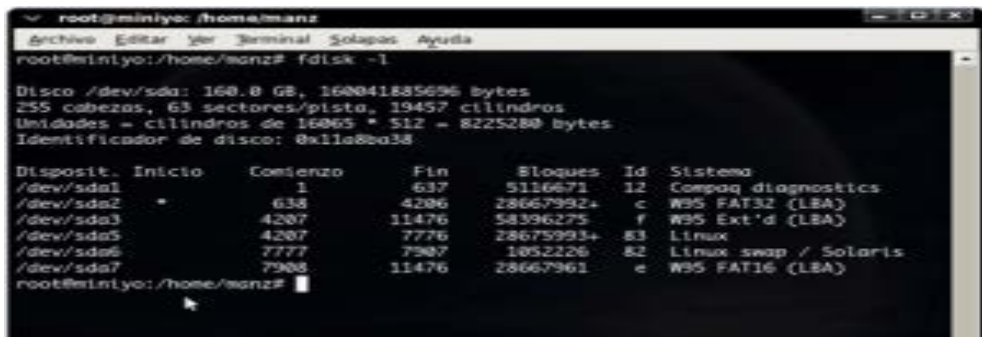 root@miniyo: /home/manz
Archivo Editar Ver Terminal Solapas Ayuda
root@miniyo:/home/manz# fdisk -l
Disco /dev/sda: 160.0 GB, 160041885696 bytes
255 cabezas, 63 sectores/pista, 19457 cilindros
Unidades = cilindros de 16065 * 512 = 8225280 bytes
Identificador de disco: 0x11a8ba38
Disposit. Inicio Comienzo Fin Bloques Id Sistema
/dev/sda1 1 637 5116671 12 Compaq diagnostics
/dev/sda2 * 638 4206 28667992+ c W95 FAT32 (LBA)
/dev/sda3 4207 11476 58396275 f W95 Ext'd (LBA)
/dev/sda5 4207 7776 28675993+ 83 Linux
/dev/sda6 7777 7907 1052226 82 Linux swap / Solaris
/dev/sda7 7908 11476 28667961 e W95 FAT16 (LBA)
root@miniyo:/home/manz#